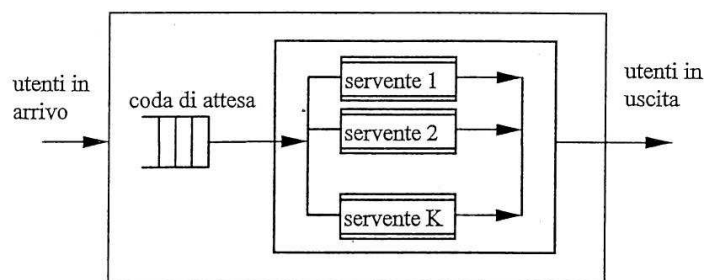 utenti in
arrivo
coda di attesa
servente 1
servente 2
servente K
utenti in
uscita